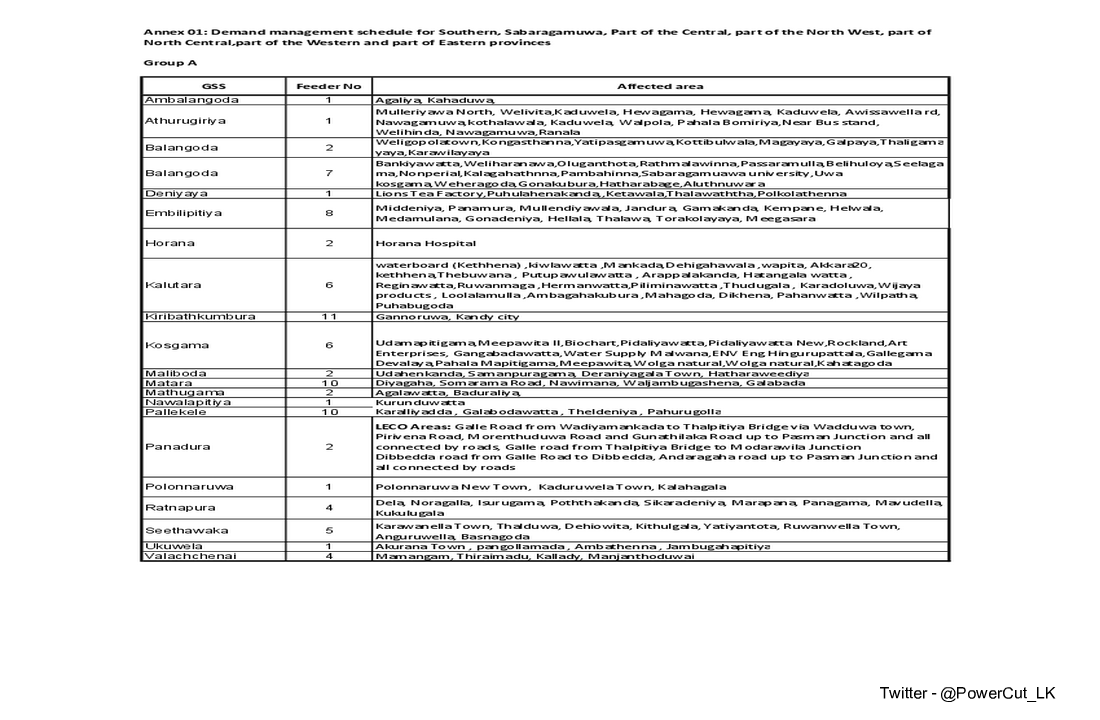 Annex 01: Demand management schedule for Southern, Sabaragamuwa, Part of the Central, part of the North West, part of
North Central,part of the Western and part of Eastern provinces
Group A
GSS Feeder No Affected area
Ambalangoda 1 Agaliya, Kahaduwa,
Athurugiriya 1 Mulleriyawa North, Welivita,Kaduwela, Hewagama, Hewagama, Kaduwela, Awissawella rd,
Nawagamuwa,kothalawala, Kaduwela, Walpola, Pahala Bomiriya,Near Bus stand,
Welihinda, Nawagamuwa,Ranala
Balangoda 2 Weligopolatown,Kongasthanna,Yatipasgamuwa,Kottibulwala,Magayaya,Galpaya,Thaligama
yaya,Karawilayaya
Balangoda 7 Bankiyawatta,Weliharanawa,Oluganthota,Rathmalawinna,Passaramulla,Belihuloya,Seelaga
ma,Nonperial,Kalagahathnna,Pambahinna,Sabaragamuawa university,Uwa
kosgama,Weheragoda,Gonakubura,Hatharabage,Aluthnuwara
Deniyaya 1 Lions Tea Factory,Puhulahenakanda,,Ketawala,Thalawaththa,Polkolathenna
Embilipitiya 8 Middeniya, Panamura, Mullendiyawala, Jandura, Gamakanda, Kempane, Helwala,
Medamulana, Gonadeniya, Hellala, Thalawa, Torakolayaya, Meegasara
Horana 2 Horana Hospital
Kalutara 6 waterboard (Kethhena) ,kiwlawatta ,Mankada,Dehigahawala ,wapita, Akkara20,
kethhena,Thebuwana , Putupawulawatta , Arappalakanda, Hatangala watta ,
Reginawatta,Ruwanmaga ,Hermanwatta,Piliminawatta ,Thudugala , Karadoluwa,Wijaya
products , Loolalamulla ,Ambagahakubura ,Mahagoda, Dikhena, Pahanwatta ,Wilpatha,
Puhabugoda
Kiribathkumbura 11 Gannoruwa, Kandy city
Kosgama 6 Udamapitigama,Meepawita II,Biochart,Pidaliyawatta,Pidaliyawatta New,Rockland,Art
Enterprises, Gangabadawatta,Water Supply Malwana,ENV Eng Hingurupattala,Gallegama
Devalaya,Pahala Mapitigama,Meepawita,Wolga natural,Wolga natural,Kahatagoda
Maliboda 2 Udahenkanda, Samanpuragama, Deraniyagala Town, Hatharaweediya
Matara 10 Diyagaha, Somarama Road, Nawimana, Waljambugashena, Galabada
Mathugama 2 Agalawatta, Baduraliya,
Nawalapitiya 1 Kurunduwatta
Pallekele 10 Karalliyadda , Galabodawatta , Theldeniya , Pahurugolla
Panadura 2 LECO Areas: Galle Road from Wadiyamankada to Thalpitiya Bridge via Wadduwa town,
Pirivena Road, Morenthuduwa Road and Gunathilaka Road up to Pasman Junction and all
connected by roads, Galle road from Thalpitiya Bridge to Modarawila Junction
Dibbedda road from Galle Road to Dibbedda, Andaragaha road up to Pasman Junction and
all connected by roads
Polonnaruwa 1 Polonnaruwa New Town, Kaduruwela Town, Kalahagala
Ratnapura 4 Dela, Noragalla, Isurugama, Poththakanda, Sikaradeniya, Marapana, Panagama, Mavudella,
Kukulugala
Seethawaka 5 Karawanella Town, Thalduwa, Dehiowita, Kithulgala, Yatiyantota, Ruwanwella Town,
Anguruwella, Basnagoda
Ukuwela 1 Akurana Town , pangollamada , Ambathenna , Jambugahapitiya
Valachchenai 4 Mamangam, Thiraimadu, Kallady, Manjanthoduwai
Twitter - @PowerCut_LK